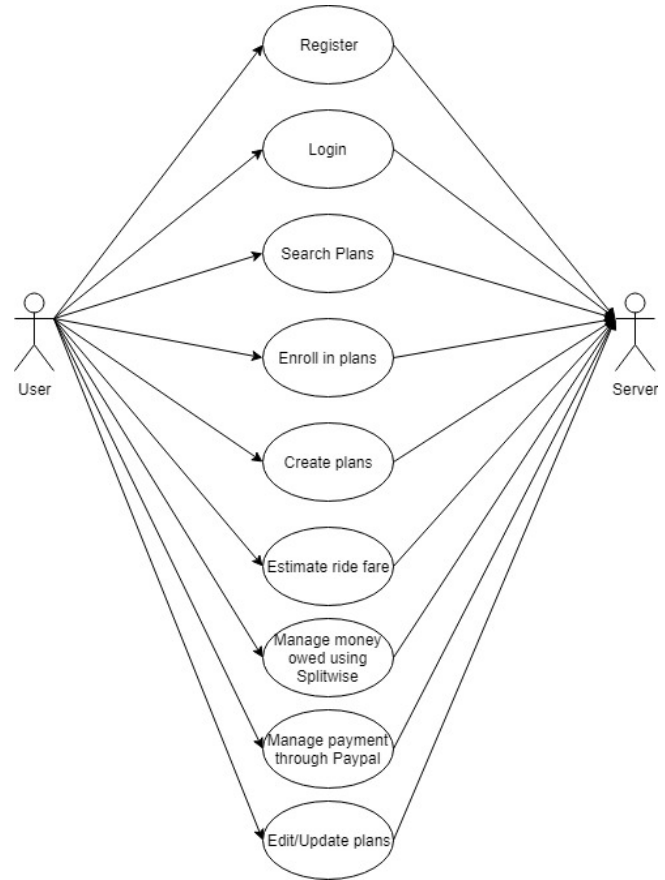 Register
Login
Search Plans
Enroll in plans
User
Server
Create plans
Estimate ride fare
Manage money
owed using
Splitwise
Manage payment
through Paypal
Edit/Update plans